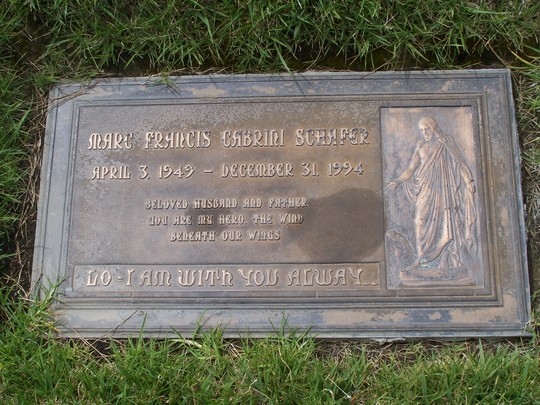 MARC FRANCIS CABRINI SCHAFER
APRIL 3, 1949 - DECEMBER 31, 1994
BELOVED HUSBAND AND FATHER
YOU ARE MY HERO, THE WIND
BENEATH OUR WINGS
LO - I AM WITH YOU ALWAY...